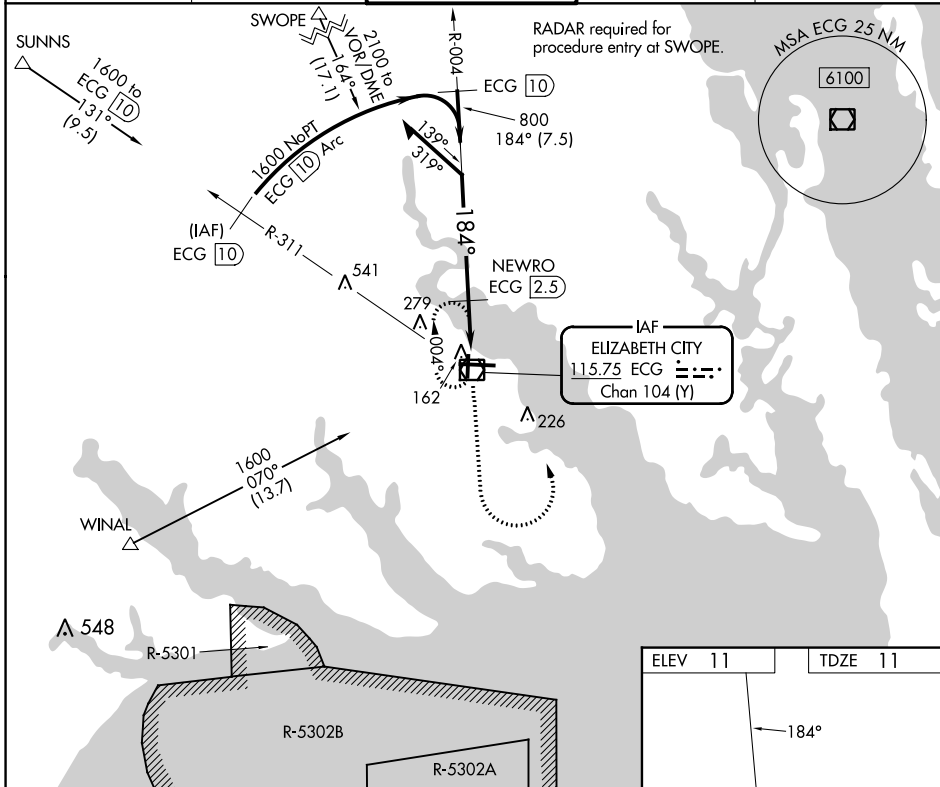 SUNNS
1600 to
ECG 10
131°
(9.5)
SWOPE
2100 to
VOR/DME
164°
(17.1)
R-004
RADAR required for
procedure entry at SWOPE.
MSA ECG 25 NM
6100
ECG 10
800
184° (7.5)
1600 NoPT
ECG 10 Arc
139°
319°
(IAF)
ECG 10
R-311
184°
541
NEWRO
ECG 2.5
279
004°
162
IAF
ELIZABETH CITY
115.75 ECG
Chan 104 (Y)
226
1600
070°
(13.7)
WINAL
548
R-5301
R-5302B
R-5302A
ELEV 11
TDZE 11
184°